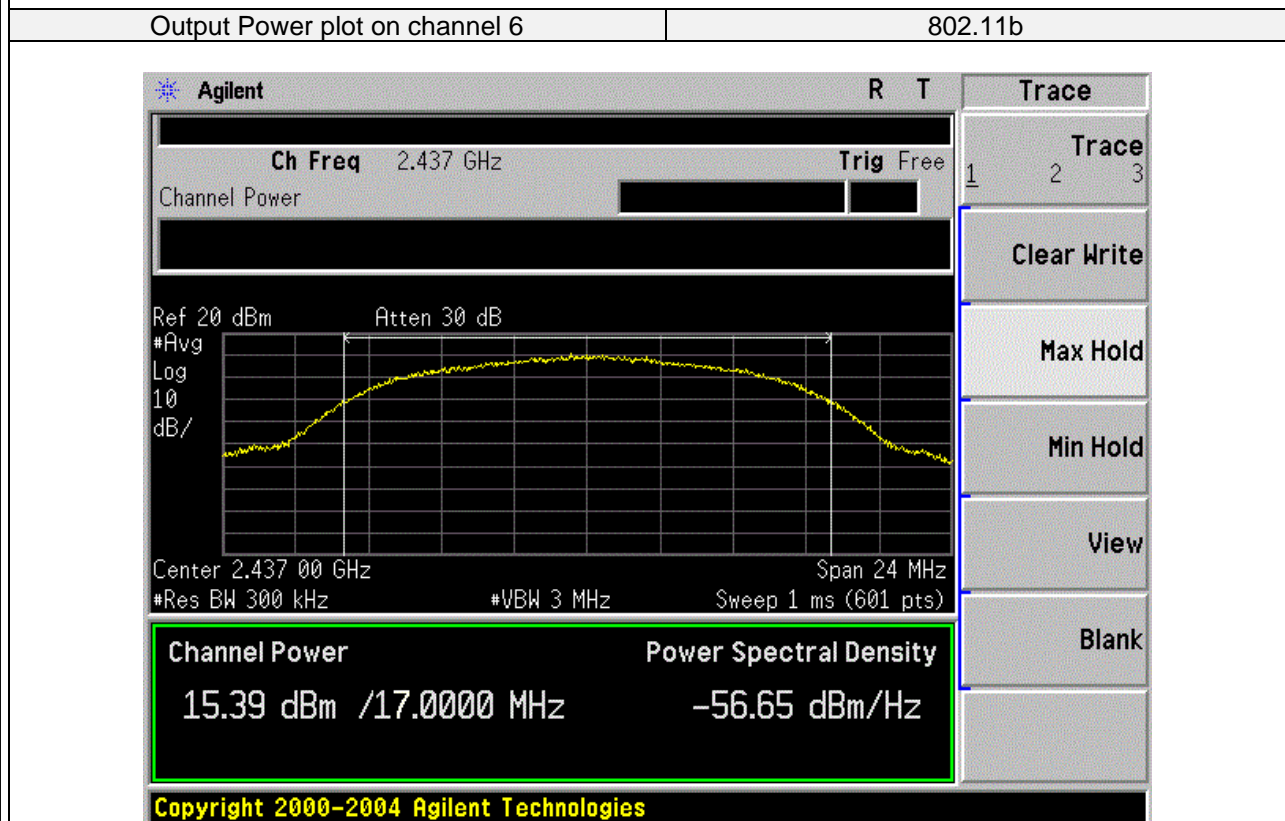 Output Power plot on channel 6 802.11b
Agilent R T Trace
Ch Freq 2.437 GHz Trig Free
Channel Power
Trace
1 2 3
Clear Write
Max Hold
Min Hold
View
Blank
Ref 20 dBm Atten 30 dB
#Avg
Log
10
dB/
Center 2.437 00 GHz Span 24 MHz
#Res BW 300 kHz #VBW 3 MHz Sweep 1 ms (601 pts)
Channel Power Power Spectral Density
15.39 dBm /17.0000 MHz -56.65 dBm/Hz
Copyright 2000-2004 Agilent Technologies